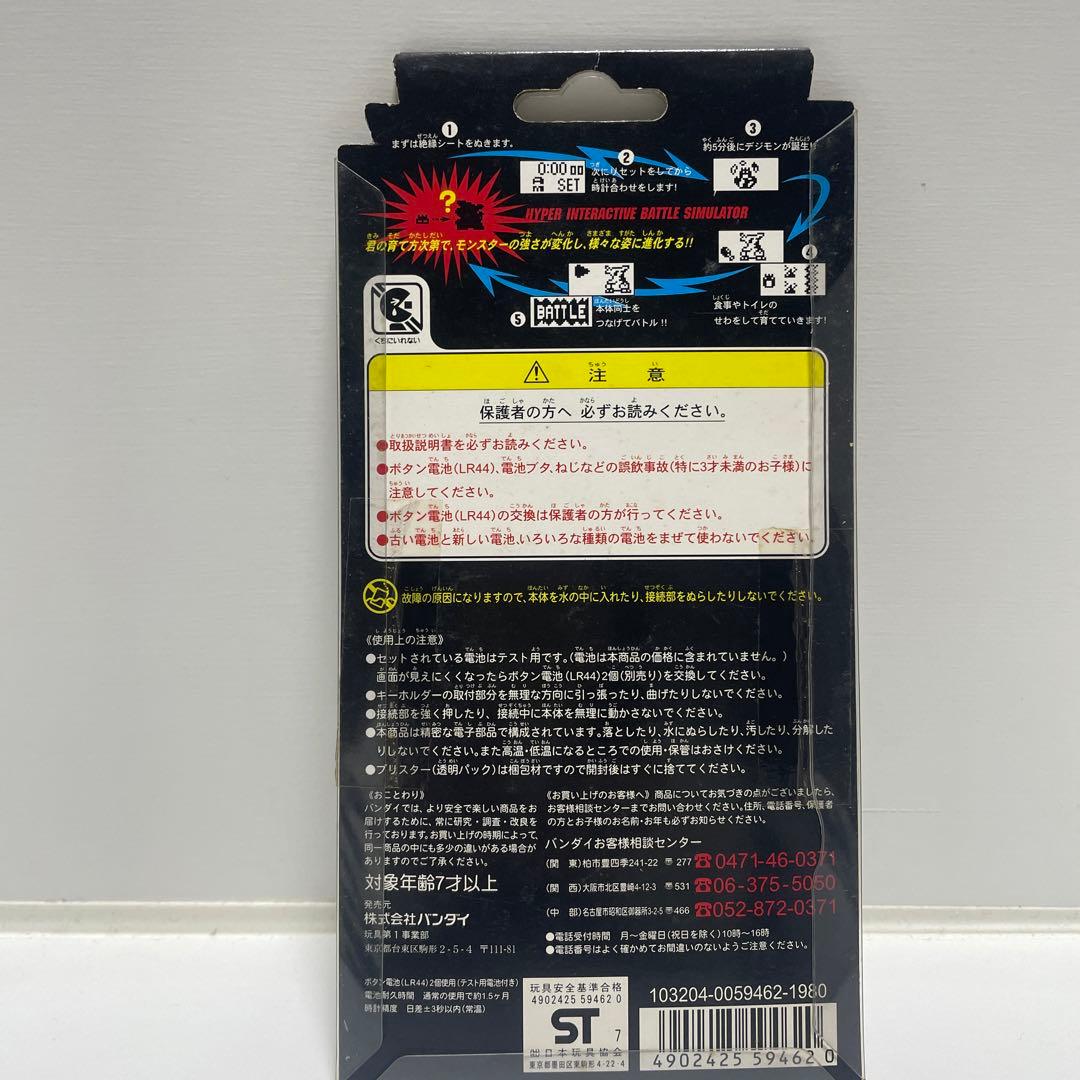 ①
まずは絶縁シートをぬきます。
②
次にリセットをしてから
時計合わせをします!
0:00 00
AM SET
③
約5分後にデジモンが誕生!!
?
HYPER INTERACTIVE BATTLE SIMULATOR
君の育て方次第で、モンスターの強さが変化し、様々な姿に進化する!!
④
食事やトイレの
せわをして育てていきます!
⑤
BATTLE
本体同士を
つなげてバトル!!
くちにいれない
注意
保護者の方へ 必ずお読みください。
●取扱説明書を必ずお読みください。
●ボタン電池(LR44)、電池ブタ、ねじなどの誤飲事故(特に3才未満のお子様)に
注意してください。
●ボタン電池(LR44)の交換は保護者の方が行ってください。
●古い電池と新しい電池、いろいろな種類の電池をまぜて使わないでください。
故障の原因になりますので、本体を水の中に入れたり、接続部をぬらしたりしないでください。
《使用上の注意》
●セットされている電池はテスト用です。(電池は本商品の価格に含まれていません。)
画面が見えにくくなったらボタン電池(LR44)2個(別売り)を交換してください。
●キーホルダーの取付部分を無理な方向に引っ張ったり、曲げたりしないでください。
●接続部を強く押したり、接続中に本体を無理に動かさないでください。
●本商品は精密な電子部品で構成されています。落としたり、水にぬらしたり、汚したり、分解した
りしないでください。また高温・低温になるところでの使用・保管はおさけください。
●ブリスター(透明パック)は梱包材ですので開封後はすぐに捨ててください。
《おことわり》
バンダイでは、より安全で楽しい商品をお
届けするために、常に研究・調査・改良を
行っております。お買い上げの時期によって、
同一商品の中にも多少の違いがある場合が
ありますのでご了承ください。
対象年齢7才以上
発売元
株式会社バンダイ
玩具第1事業部
東京都台東区駒形2-5-4 〒111-81
《お買い上げのお客様へ》商品についてお気づきの点がございましたら、
お客様相談センターまでお問い合わせください。住所、電話番号、保護者
の方とお子様のお名前・お年も必ずお知らせください。
バンダイお客様相談センター
(関 東)柏市豊四季241-22 〒277 ☎0471-46-0371
(関 西)大阪市北区豊崎4-12-3 〒531 ☎06-375-5050
(中 部)名古屋市昭和区御器所3-2-5 〒466 ☎052-872-0371
●電話受付時間 月〜金曜日(祝日を除く)10時〜16時
●電話番号はよく確かめてお間違いのないようご注意ください。
ボタン電池(LR44)2個使用(テスト用電池付き)
電池耐久時間 通常の使用で約1.5ヶ月
時計精度 日差±3秒以内(常温)
玩具安全基準合格
4902425 59462 0
ST 7
㈳日本玩具協会
東京都墨田区東駒形4-22-4
103204-0059462-1980
4902425 594620